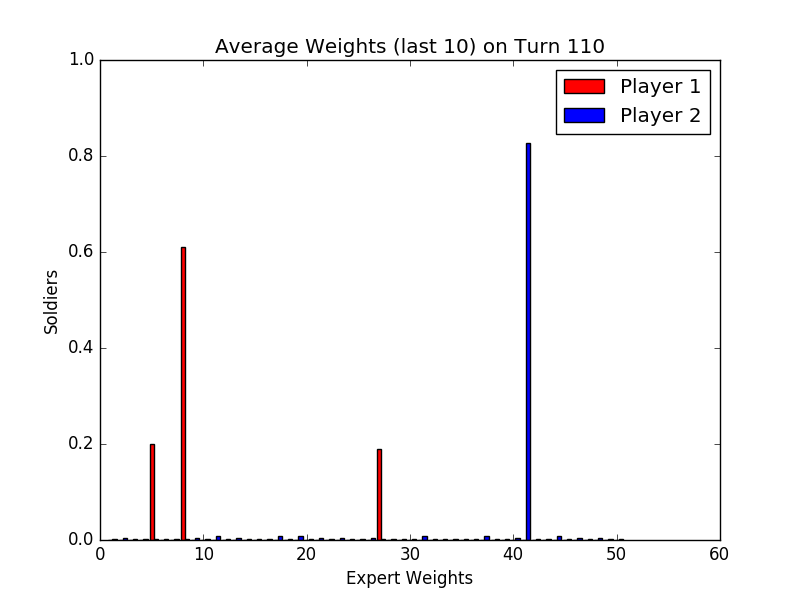 Average Weights (last 10) on Turn 110
Player 1
Player 2
1.0
0.8
0.6
0.4
0.2
0.0
Soldiers
0 10 20 30 40 50 60
Expert Weights